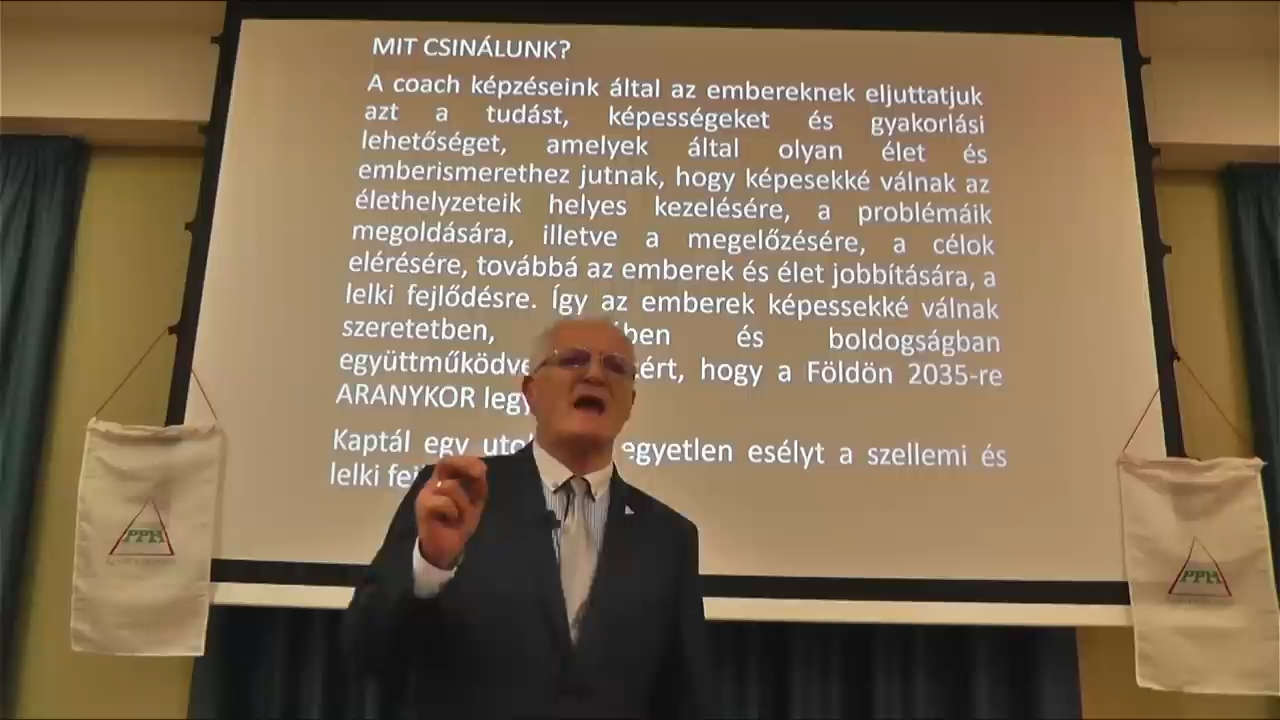 MIT CSINÁLUNK?
A coach képzéseink által az embereknek eljuttatjuk
azt a tudást, képességeket és gyakorlási
lehetőséget, amelyek által olyan élet és
emberismerethez jutnak, hogy képesekké válnak az
élethelyzeteik helyes kezelésére, a problémáik
megoldására, illetve a megelőzésére, a célok
elérésére, továbbá az emberek és élet jobbítására, a
lelki fejlődésre. Így az emberek képessekké válnak
szeretetben, és boldogságban
hogy a Földön 2035-re
ARANYKOR
Kaptál egy egyetlen esélyt a szellemi és
lelki
PPH
PPH